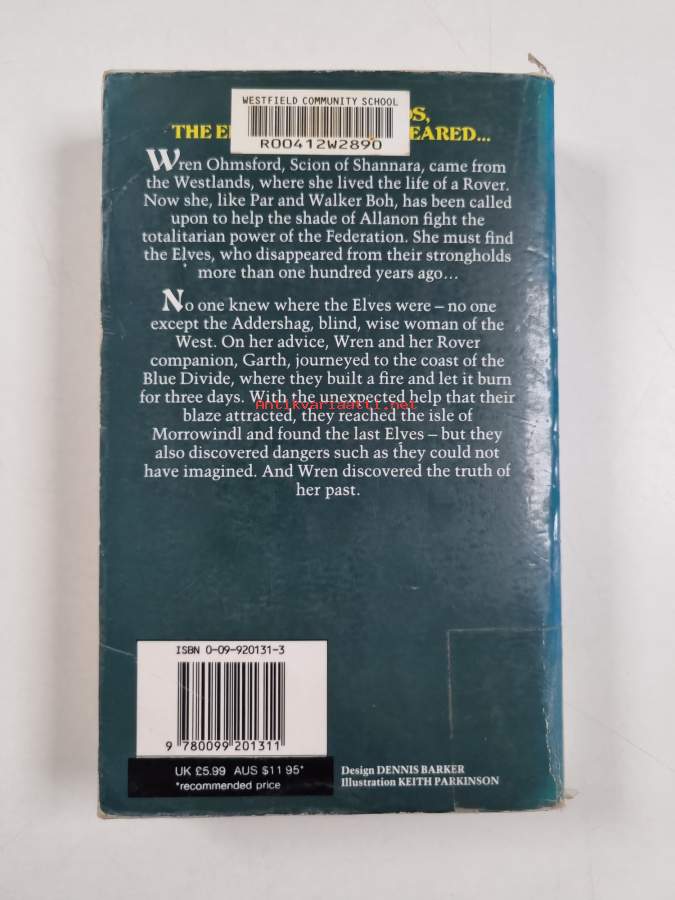 WESTFIELD COMMUNITY SCHOOL
R00412W2890
THE
Wren Ohmsford, Scion of Shannara, came from
the Westlands, where she lived the life of a Rover.
Now she, like Par and Walker Boh, has been called
upon to help the shade of Allanon fight the
totalitarian power of the Federation. She must find
the Elves, who disappeared from their strongholds
more than one hundred years ago...
No one knew where the Elves were – no one
except the Addershag, blind, wise woman of the
West. On her advice, Wren and her Rover
companion, Garth, journeyed to the coast of the
Blue Divide, where they built a fire and let it burn
for three days. With the unexpected help that their
Antikvariaatti.net
blaze attracted, they reached the isle of
Morrowindl and found the last Elves – but they
also discovered dangers such as they could not
have imagined. And Wren discovered the truth of
her past.
ISBN 0-09-920131-3
9 780099 201311
UK £5.99 AUS $11.95*
*recommended price
Design DENNIS BARKER
Illustration KEITH PARKINSON